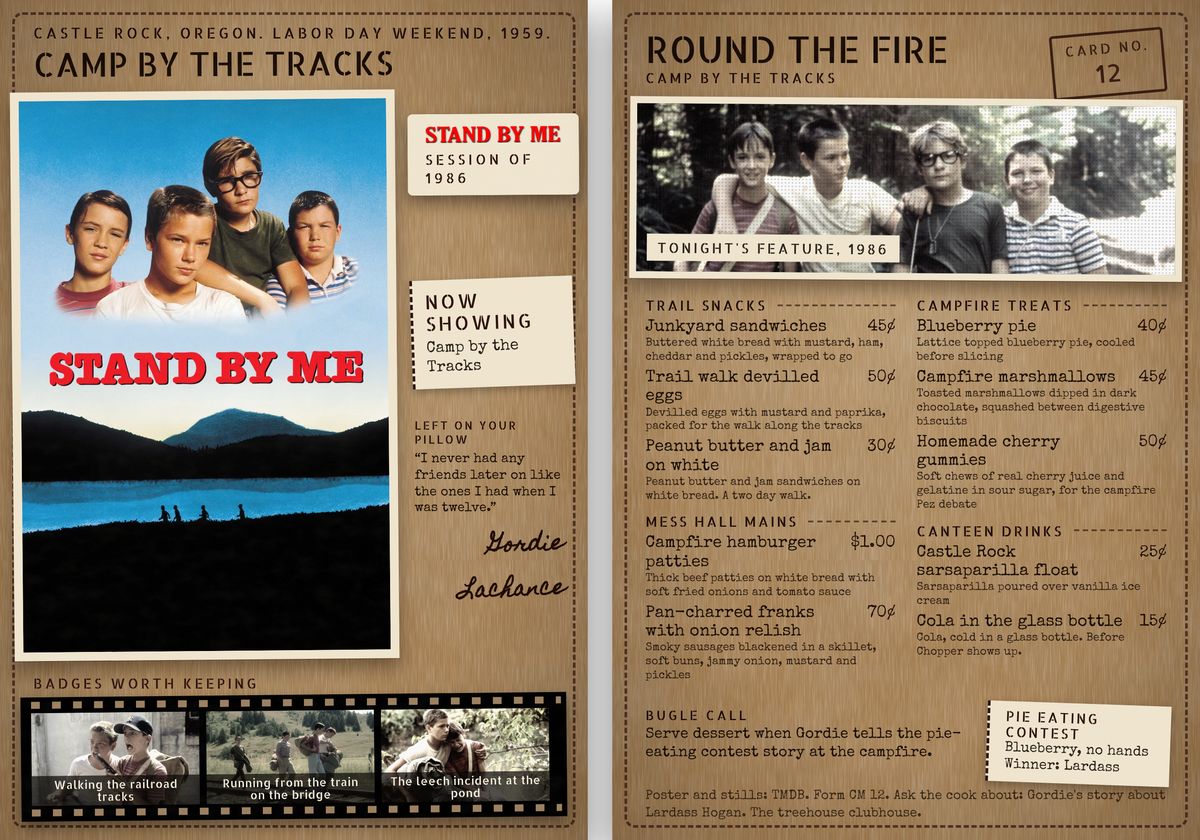 CASTLE ROCK, OREGON. LABOR DAY WEEKEND, 1959.
CAMP BY THE TRACKS
STAND BY ME
STAND BY ME
SESSION OF
1986
NOW
SHOWING
Camp by the
Tracks
LEFT ON YOUR
PILLOW
“I never had any
friends later on like
the ones I had when I
was twelve.”
Gordie
Lachance
BADGES WORTH KEEPING
Walking the railroad
tracks
Running from the train
on the bridge
The leech incident at the
pond
ROUND THE FIRE
CAMP BY THE TRACKS
CARD NO.
12
TONIGHT'S FEATURE, 1986
TRAIL SNACKS
Junkyard sandwiches 45¢
Buttered white bread with mustard, ham,
cheddar and pickles, wrapped to go
Trail walk devilled 50¢
eggs
Devilled eggs with mustard and paprika,
packed for the walk along the tracks
Peanut butter and jam 30¢
on white
Peanut butter and jam sandwiches on
white bread. A two day walk.
MESS HALL MAINS
Campfire hamburger $1.00
patties
Thick beef patties on white bread with
soft fried onions and tomato sauce
Pan-charred franks 70¢
with onion relish
Smoky sausages blackened in a skillet,
soft buns, jammy onion, mustard and
pickles
CAMPFIRE TREATS
Blueberry pie 40¢
Lattice topped blueberry pie, cooled
before slicing
Campfire marshmallows 45¢
Toasted marshmallows dipped in dark
chocolate, squashed between digestive
biscuits
Homemade cherry 50¢
gummies
Soft chews of real cherry juice and
gelatine in sour sugar, for the campfire
Pez debate
CANTEEN DRINKS
Castle Rock 25¢
sarsaparilla float
Sarsaparilla poured over vanilla ice
cream
Cola in the glass bottle 15¢
Cola, cold in a glass bottle. Before
Chopper shows up.
BUGLE CALL
Serve dessert when Gordie tells the pie-
eating contest story at the campfire.
PIE EATING
CONTEST
Blueberry, no hands
Winner: Lardass
Poster and stills: TMDB. Form CM 12. Ask the cook about: Gordie's story about
Lardass Hogan. The treehouse clubhouse.